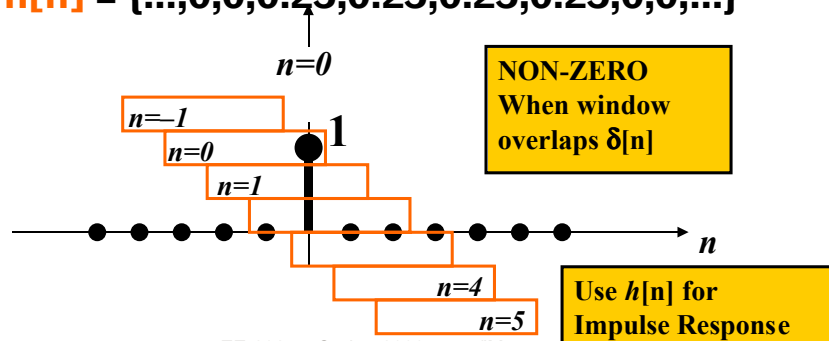 h[n] = {...,0,0,0.25,0.25,0.25,0.25,0,0,...}
n=0
NON-ZERO
When window
overlaps δ[n]
n=–1
1
n=0
n=1
n
n=4
n=5
Use h[n] for
Impulse Response